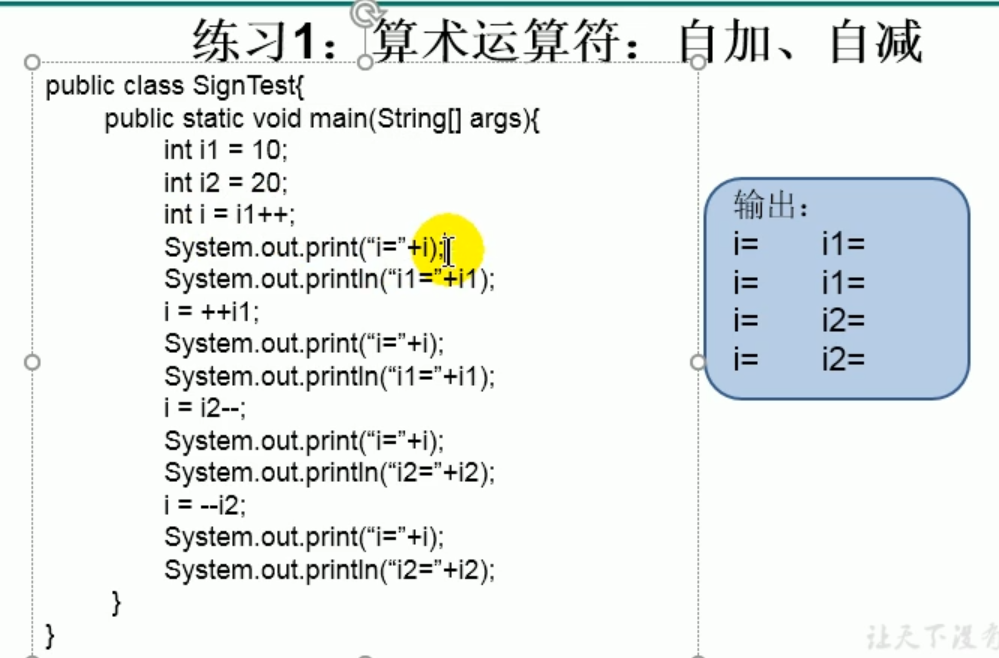 练习1：算术运算符：自加、自减
public class SignTest{
public static void main(String[] args){
int i1 = 10;
int i2 = 20;
int i = i1++;
System.out.print(“i=”+i);
System.out.println(“i1=”+i1);
i = ++i1;
System.out.print(“i=”+i);
System.out.println(“i1=”+i1);
i = i2--;
System.out.print(“i=”+i);
System.out.println(“i2=”+i2);
i = --i2;
System.out.print(“i=”+i);
System.out.println(“i2=”+i2);
}
}
输出：
i= i1=
i= i1=
i= i2=
i= i2=
让天下没有